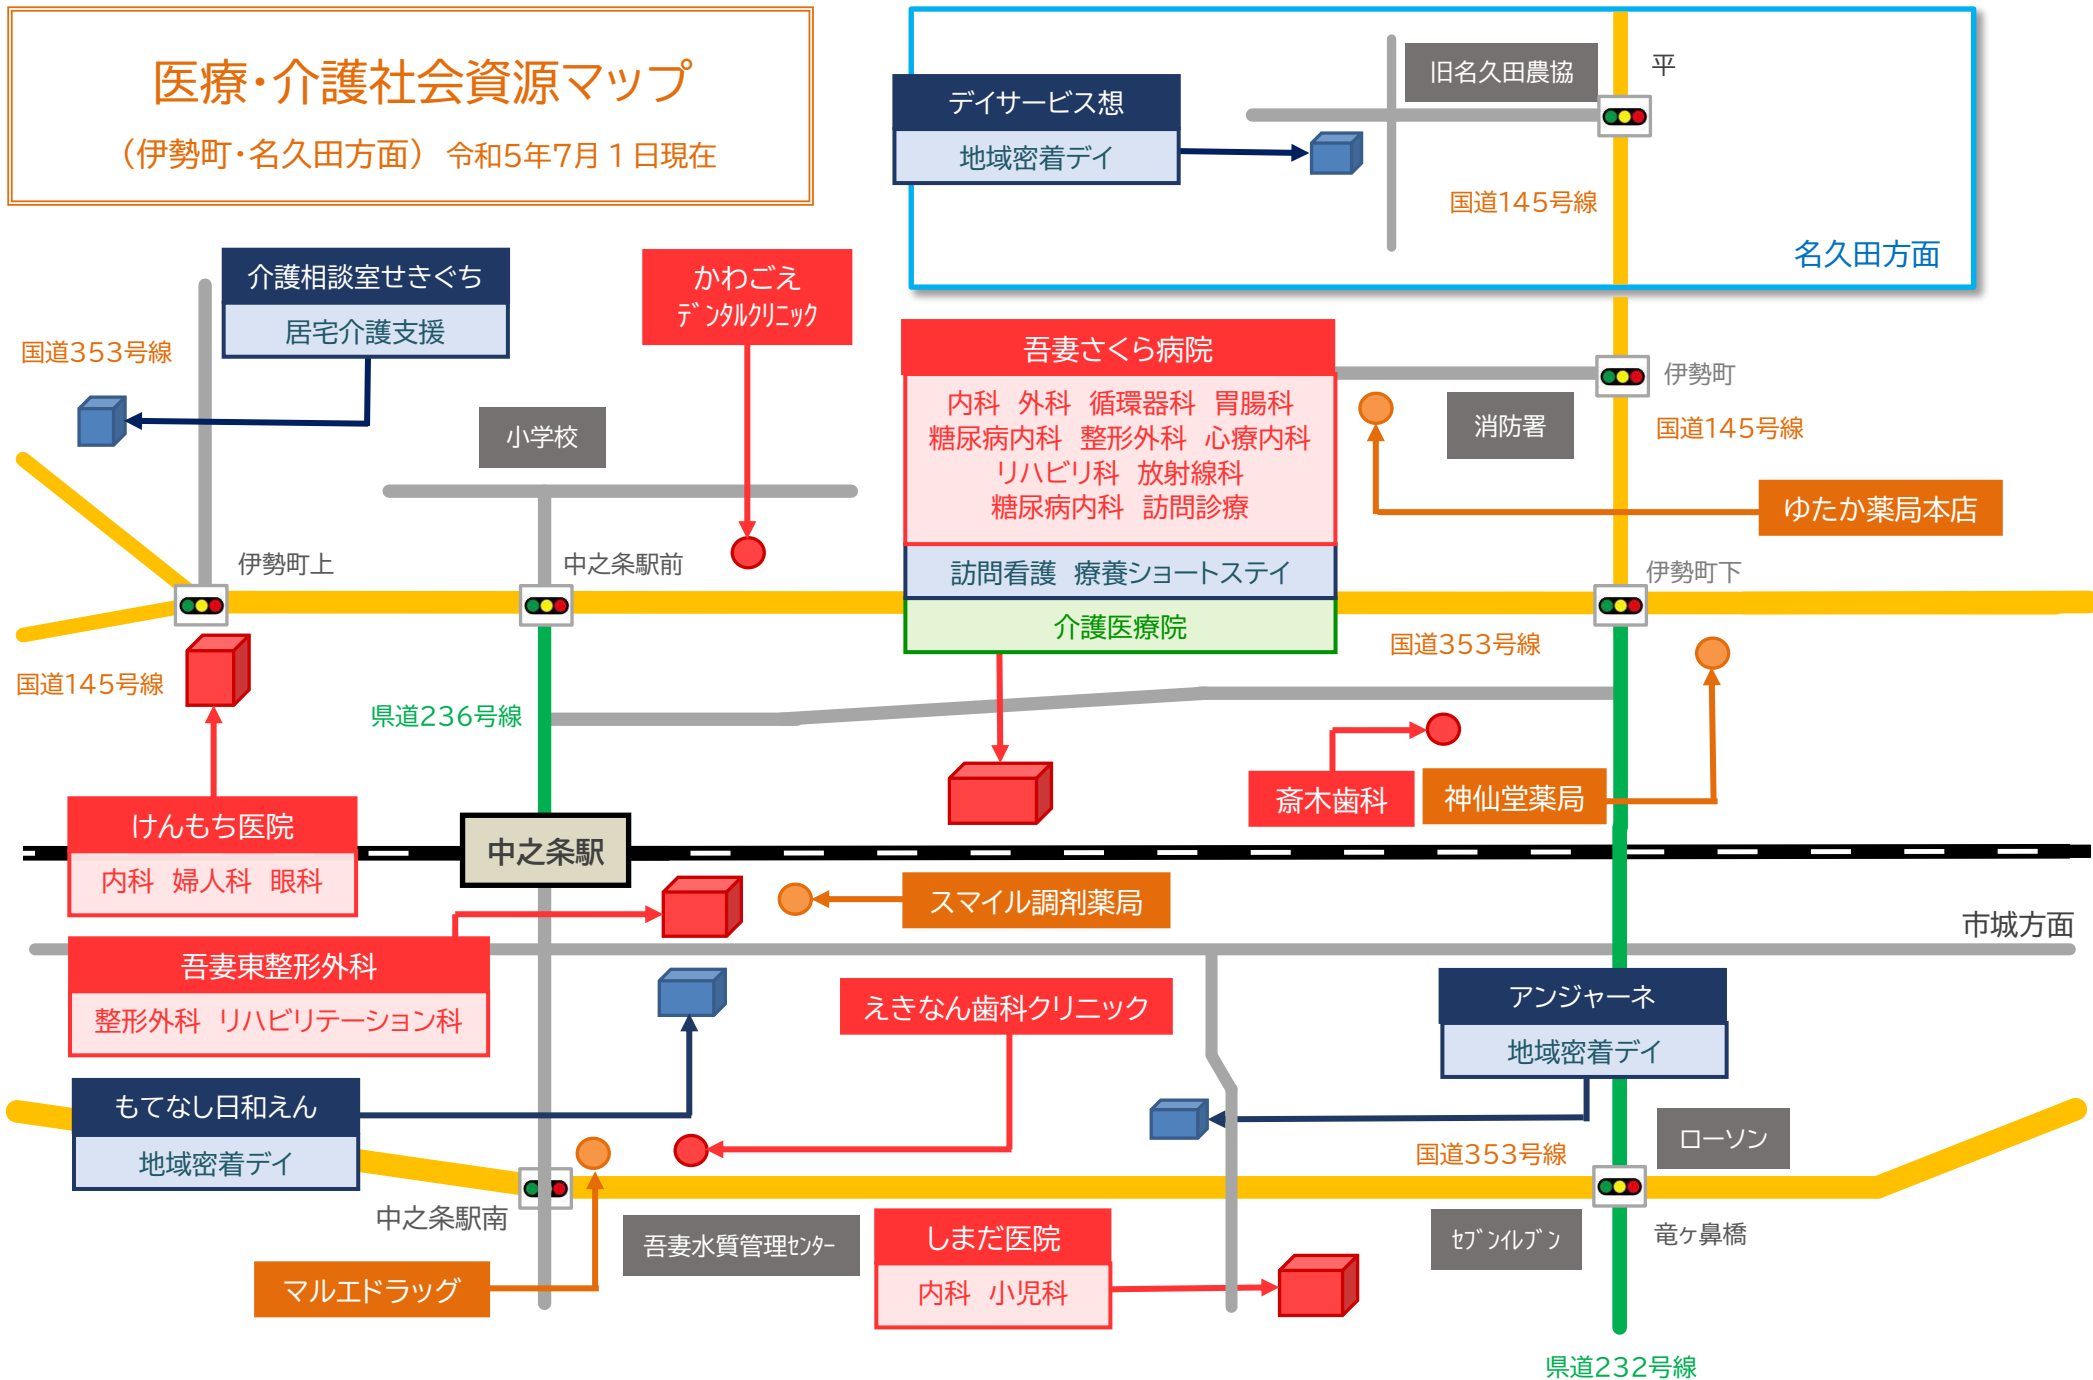 医療・介護社会資源マップ
（伊勢町・名久田方面） 令和5年7月１日現在
デイサービス想
地域密着デイ
旧名久田農協
平
国道145号線
名久田方面
介護相談室せきぐち
居宅介護支援
国道353号線
かわごえ
ﾃﾞﾝﾀﾙｸﾘﾆｯｸ
小学校
吾妻さくら病院
内科　外科　循環器科　胃腸科
糖尿病内科　整形外科　心療内科
リハビリ科　放射線科
糖尿病内科　訪問診療
訪問看護　療養ショートステイ
介護医療院
伊勢町
消防署
国道145号線
ゆたか薬局本店
伊勢町上
中之条駅前
伊勢町下
国道353号線
国道145号線
県道236号線
斎木歯科
神仙堂薬局
けんもち医院
内科　婦人科　眼科
中之条駅
スマイル調剤薬局
市城方面
吾妻東整形外科
整形外科　リハビリテーション科
えきなん歯科クリニック
アンジャーネ
地域密着デイ
もてなし日和えん
地域密着デイ
ローソン
国道353号線
中之条駅南
吾妻水質管理ｾﾝﾀｰ
しまだ医院
内科　小児科
ｾﾌﾞﾝｲﾚﾌﾞﾝ
竜ヶ鼻橋
マルエドラッグ
県道232号線